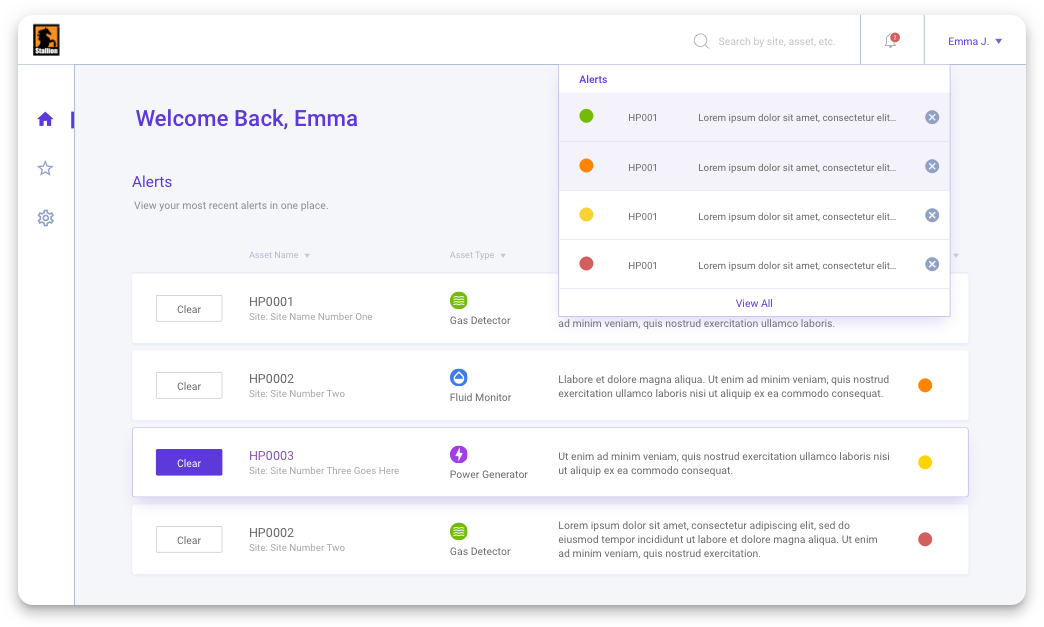 Stallion
Search by site, asset, etc.
Emma J.
Alerts
HP001 Lorem ipsum dolor sit amet, consectetur elit...
HP001 Lorem ipsum dolor sit amet, consectetur elit...
HP001 Lorem ipsum dolor sit amet, consectetur elit...
HP001 Lorem ipsum dolor sit amet, consectetur elit...
View All
Welcome Back, Emma
Alerts
View your most recent alerts in one place.
Asset Name Asset Type
Clear
HP0001
Site: Site Name Number One
Gas Detector
ad minim veniam, quis nostrud exercitation ullamco laboris.
Clear
HP0002
Site: Site Number Two
Fluid Monitor
Llabore et dolore magna aliqua. Ut enim ad minim veniam, quis nostrud
exercitation ullamco laboris nisi ut aliquip ex ea commodo consequat.
Clear
HP0003
Site: Site Number Three Goes Here
Power Generator
Ut enim ad minim veniam, quis nostrud exercitation ullamco laboris nisi
ut aliquip ex ea commodo consequat.
Clear
HP0002
Site: Site Number Two
Gas Detector
Lorem ipsum dolor sit amet, consectetur adipiscing elit, sed do
eiusmod tempor incididunt ut labore et dolore magna aliqua. Ut enim
ad minim veniam, quis nostrud exercitation.